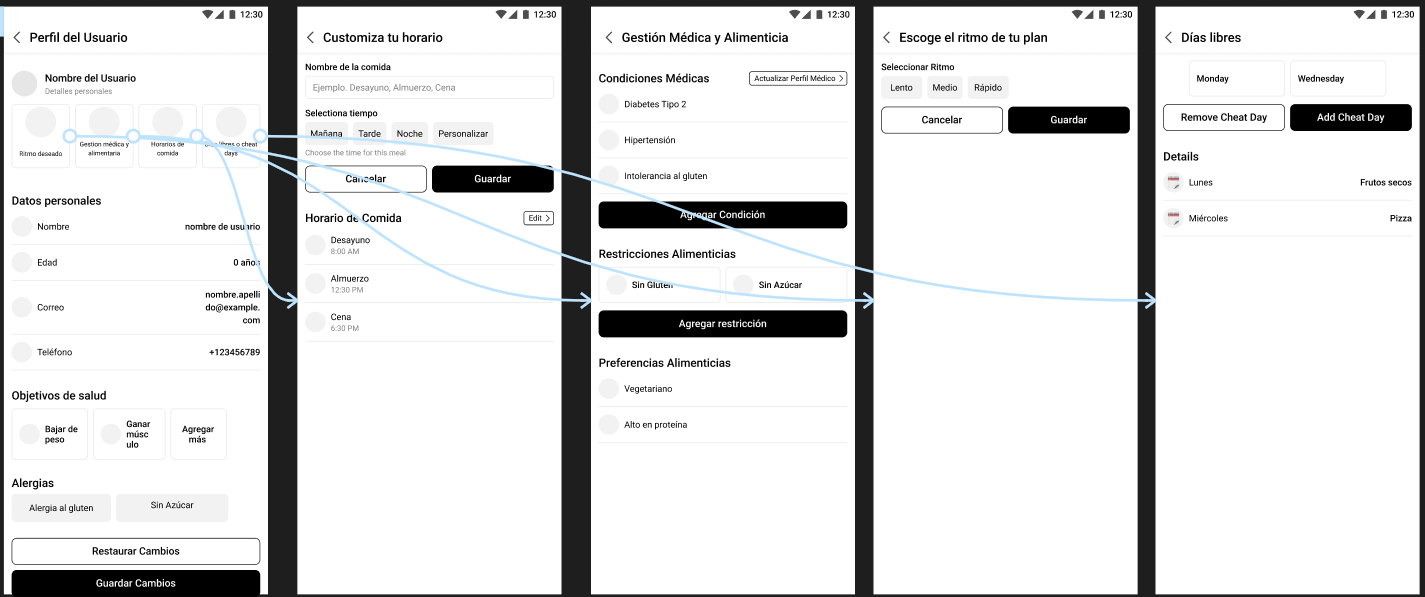 12:30
Perfil del Usuario
Nombre del Usuario
Detalles personales
Ritmo deseado
Gestion médica y
alimentaria
Horarios de
comida
libres o cheat
days
Datos personales
Nombre
nombre de usuario
Edad
0 años
Correo
nombre.apelli
do@example.
com
Teléfono
+123456789
Objetivos de salud
Bajar de
peso
Ganar
músc
ulo
Agregar
más
Alergias
Alergia al gluten
Sin Azúcar
Restaurar Cambios
Guardar Cambios
12:30
Customiza tu horario
Nombre de la comida
Ejemplo. Desayuno, Almuerzo, Cena
Selectiona tiempo
Mañana
Tarde
Noche
Personalizar
Choose the time for this meal
Cancelar
Guardar
Horario de Comida
Edit
Desayuno
8:00 AM
Almuerzo
12:30 PM
Cena
6:30 PM
12:30
Gestión Médica y Alimenticia
Condiciones Médicas
Actualizar Perfil Médico
Diabetes Tipo 2
Hipertensión
Intolerancia al gluten
Agregar Condición
Restricciones Alimenticias
Sin Gluten
Sin Azúcar
Agregar restricción
Preferencias Alimenticias
Vegetariano
Alto en proteína
12:30
Escoge el ritmo de tu plan
Seleccionar Ritmo
Lento
Medio
Rápido
Cancelar
Guardar
12:30
Días libres
Monday
Wednesday
Remove Cheat Day
Add Cheat Day
Details
Lunes
Frutos secos
Miércoles
Pizza